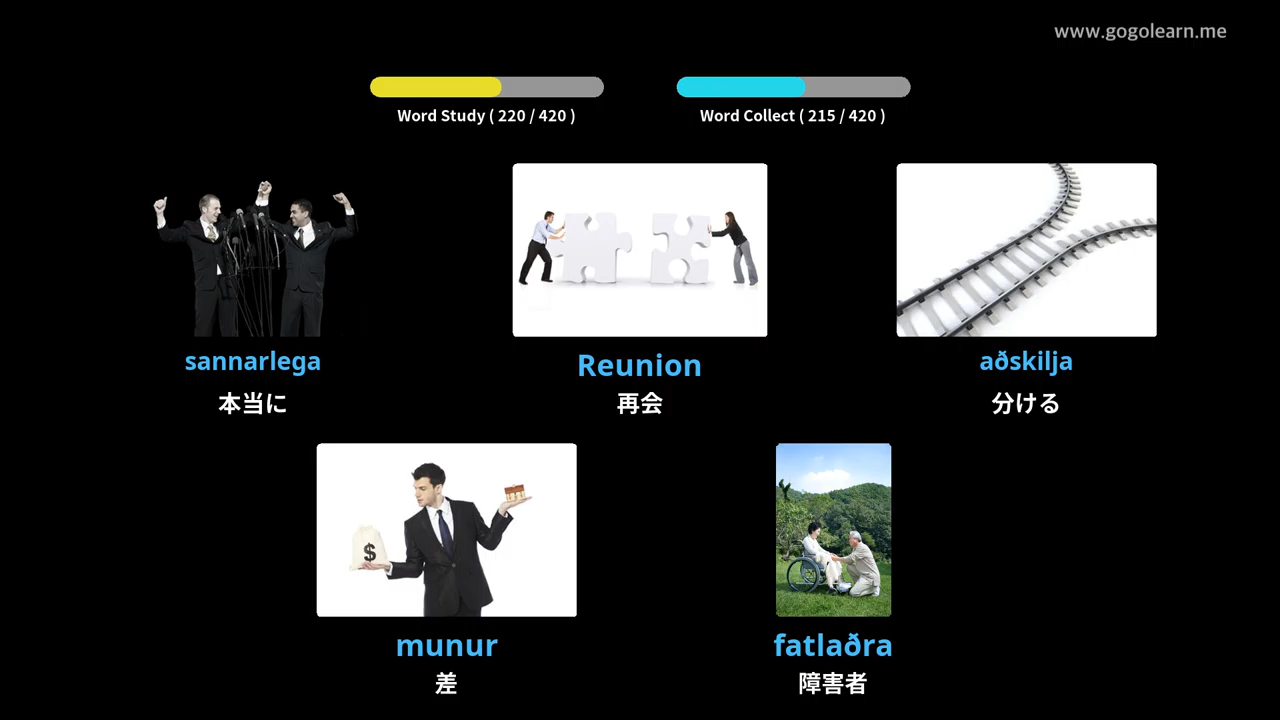 www.gogolearn.me
Word Study ( 220 / 420 )
Word Collect ( 215 / 420 )
sannarlega
本当に
Reunion
再会
aðskilja
分ける
$
munur
差
fatlaðra
障害者